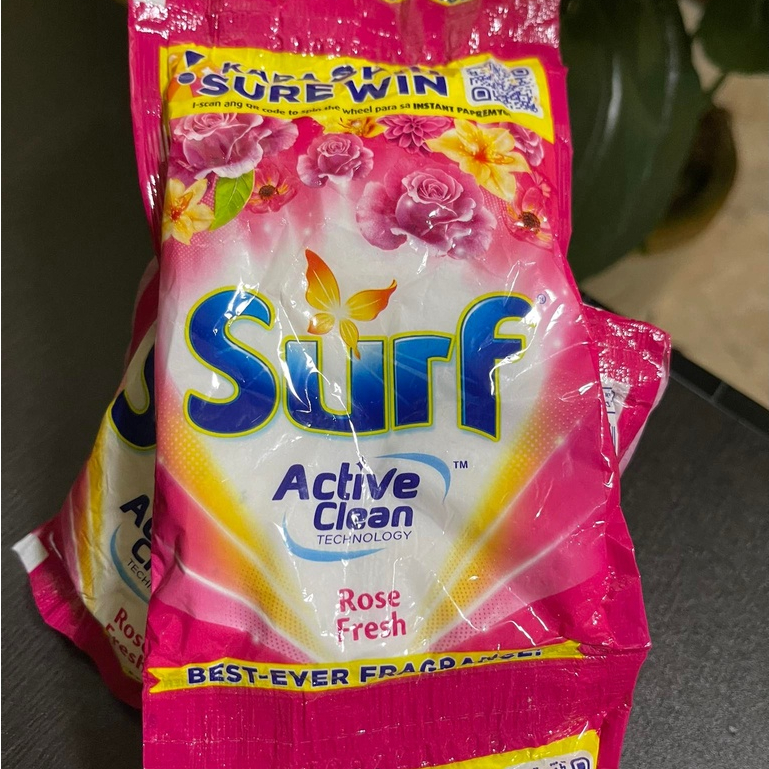 SURE WIN
I-scan ang qr code to spin the wheel para sa INSTANT PAPREMYO
Surf®
Active™
Clean
TECHNOLOGY
Rose
Fresh
BEST-EVER FRAGRANCE!